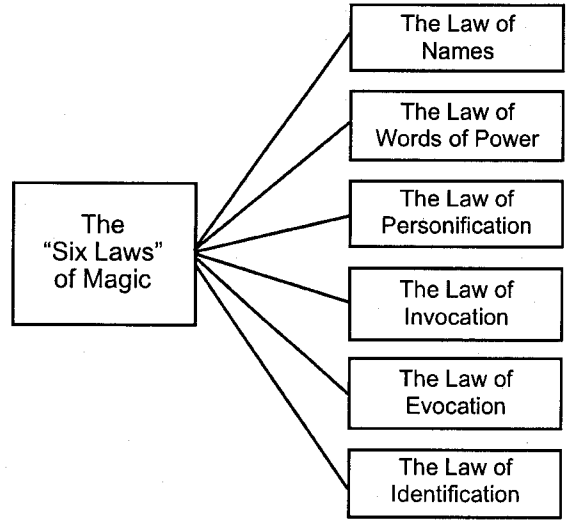 The
“Six Laws”
of Magic
The Law of
Names
The Law of
Words of Power
The Law of
Personification
The Law of
Invocation
The Law of
Evocation
The Law of
Identification